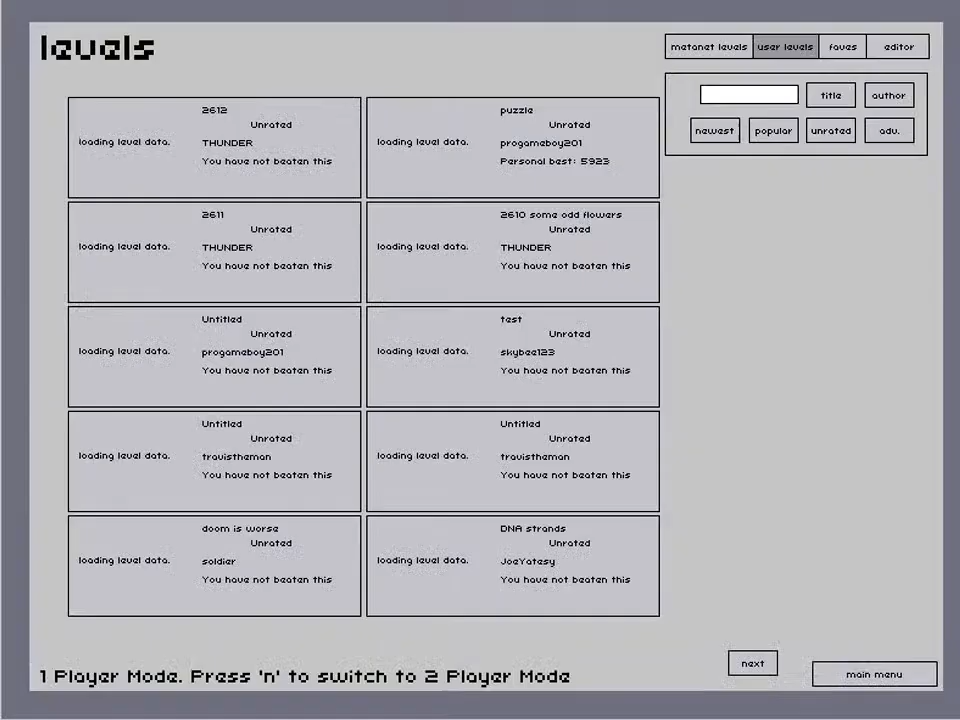 levels
metanet levels
user levels
faves
editor
title
author
newest
popular
unrated
adv.
2612
Unrated
loading level data.
THUNDER
You have not beaten this
puzzle
Unrated
loading level data.
progameboy201
Personal best: 5923
2611
Unrated
loading level data.
THUNDER
You have not beaten this
2610 some odd flowers
Unrated
loading level data.
THUNDER
You have not beaten this
Untitled
Unrated
loading level data.
progameboy201
You have not beaten this
test
Unrated
loading level data.
skybee123
You have not beaten this
Untitled
Unrated
loading level data.
travistheman
You have not beaten this
Untitled
Unrated
loading level data.
travistheman
You have not beaten this
doom is worse
Unrated
loading level data.
soldier
You have not beaten this
DNA strands
Unrated
loading level data.
JoeYatesy
You have not beaten this
next
1 Player Mode. Press 'n' to switch to 2 Player Mode
main menu